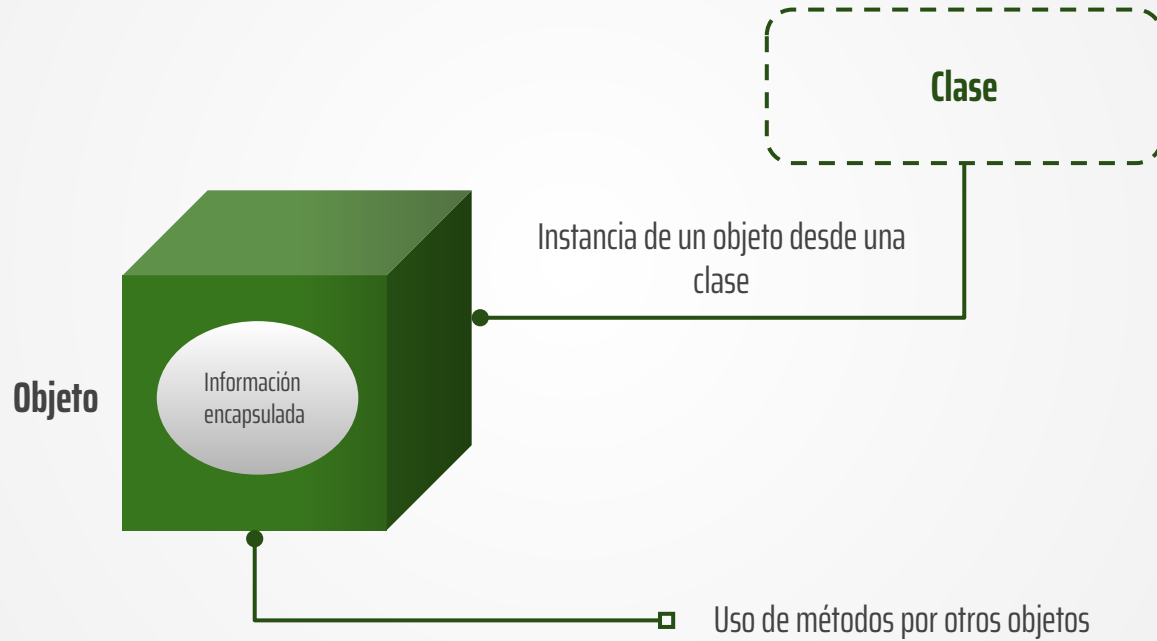 Clase
Instancia de un objeto desde una
clase
Objeto
Información
encapsulada
Uso de métodos por otros objetos